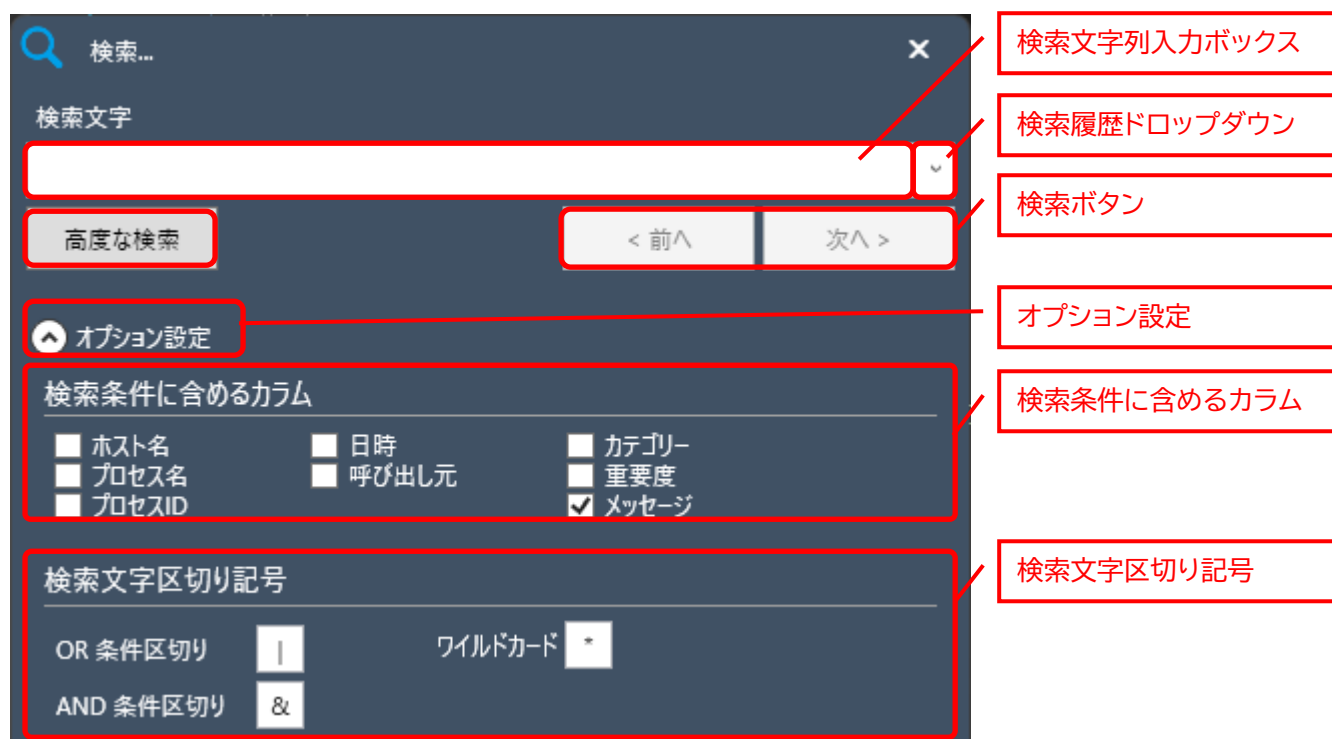 検索...
検索文字
高度な検索
< 前へ
次へ >
オプション設定
検索条件に含めるカラム
ホスト名
日時
カテゴリー
プロセス名
呼び出し元
重要度
プロセスID
メッセージ
検索文字区切り記号
OR 条件区切り |
ワイルドカード *
AND 条件区切り &
検索文字列入力ボックス
検索履歴ドロップダウン
検索ボタン
オプション設定
検索条件に含めるカラム
検索文字区切り記号